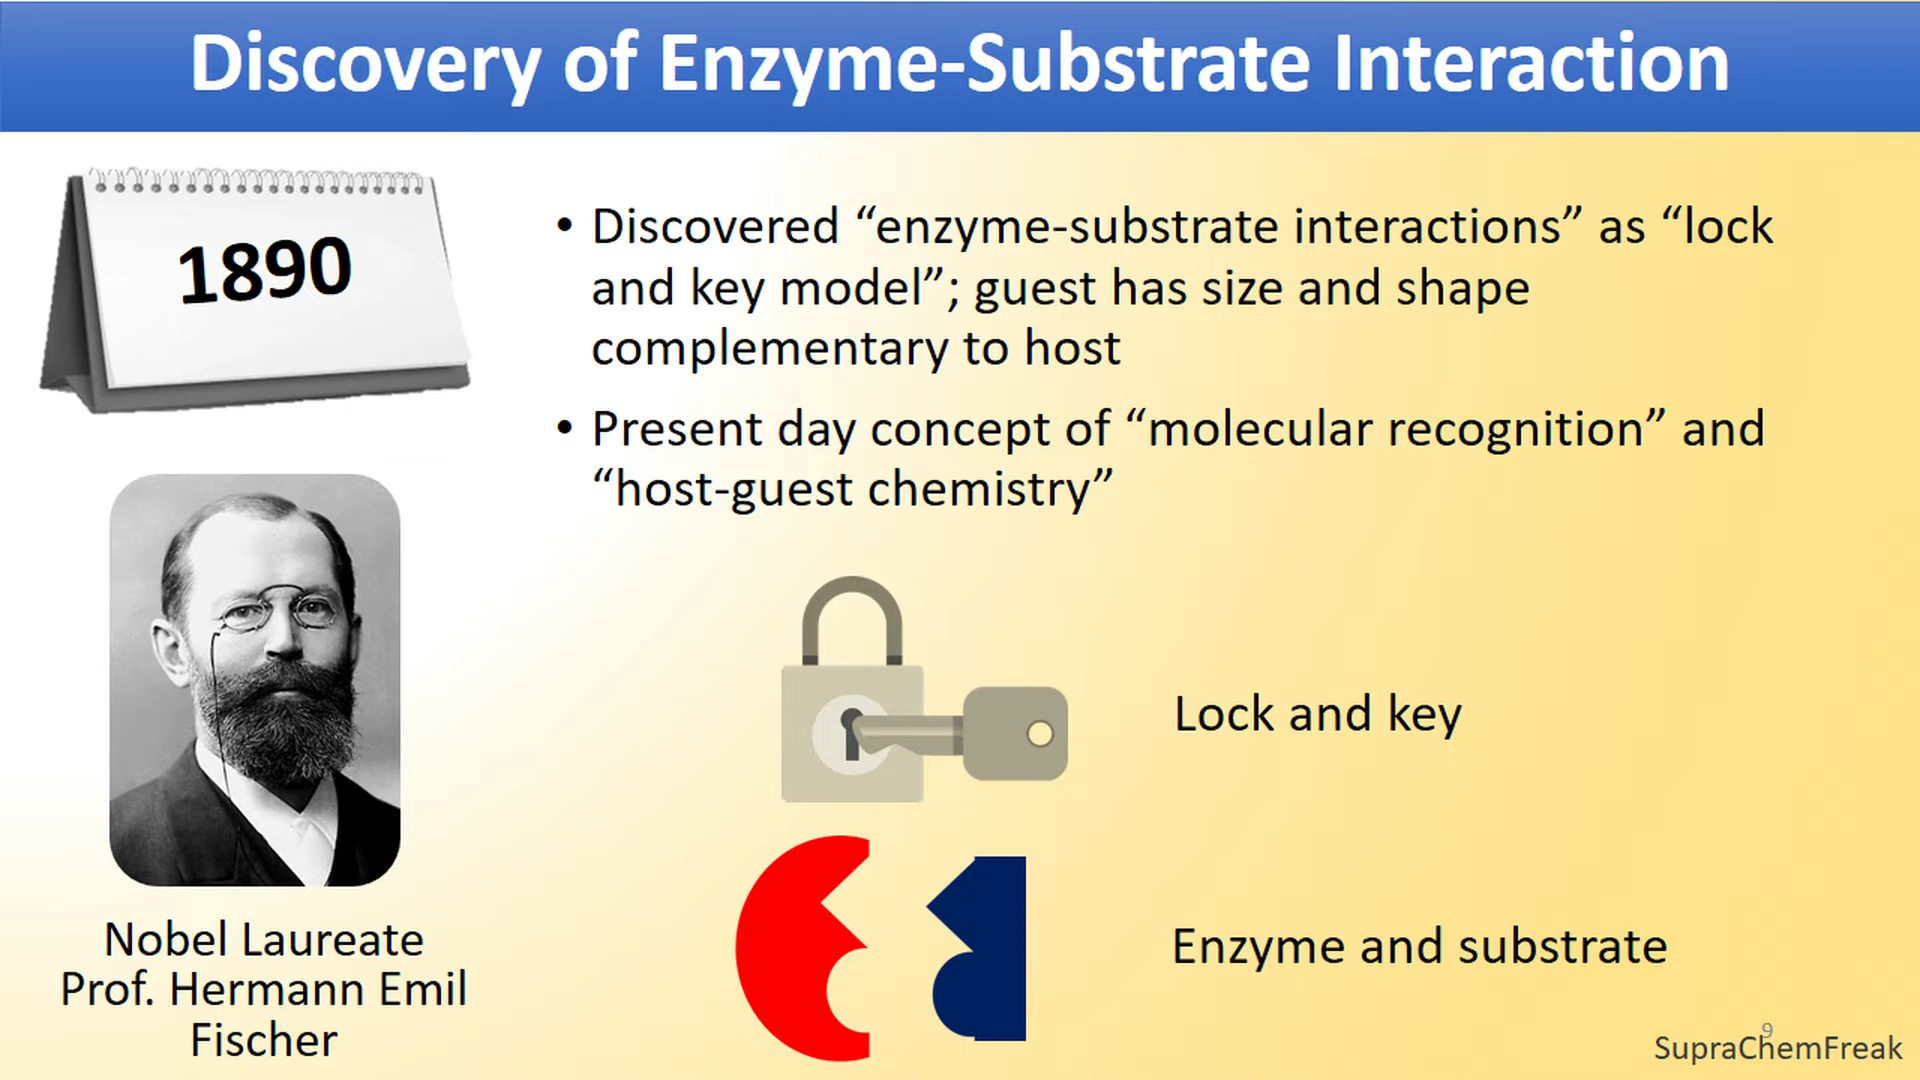 Discovery of Enzyme-Substrate Interaction
1890
• Discovered “enzyme-substrate interactions” as “lock
and key model”; guest has size and shape
complementary to host
• Present day concept of “molecular recognition” and
“host-guest chemistry”
Lock and key
Enzyme and substrate
Nobel Laureate
Prof. Hermann Emil
Fischer
9
SupraChemFreak